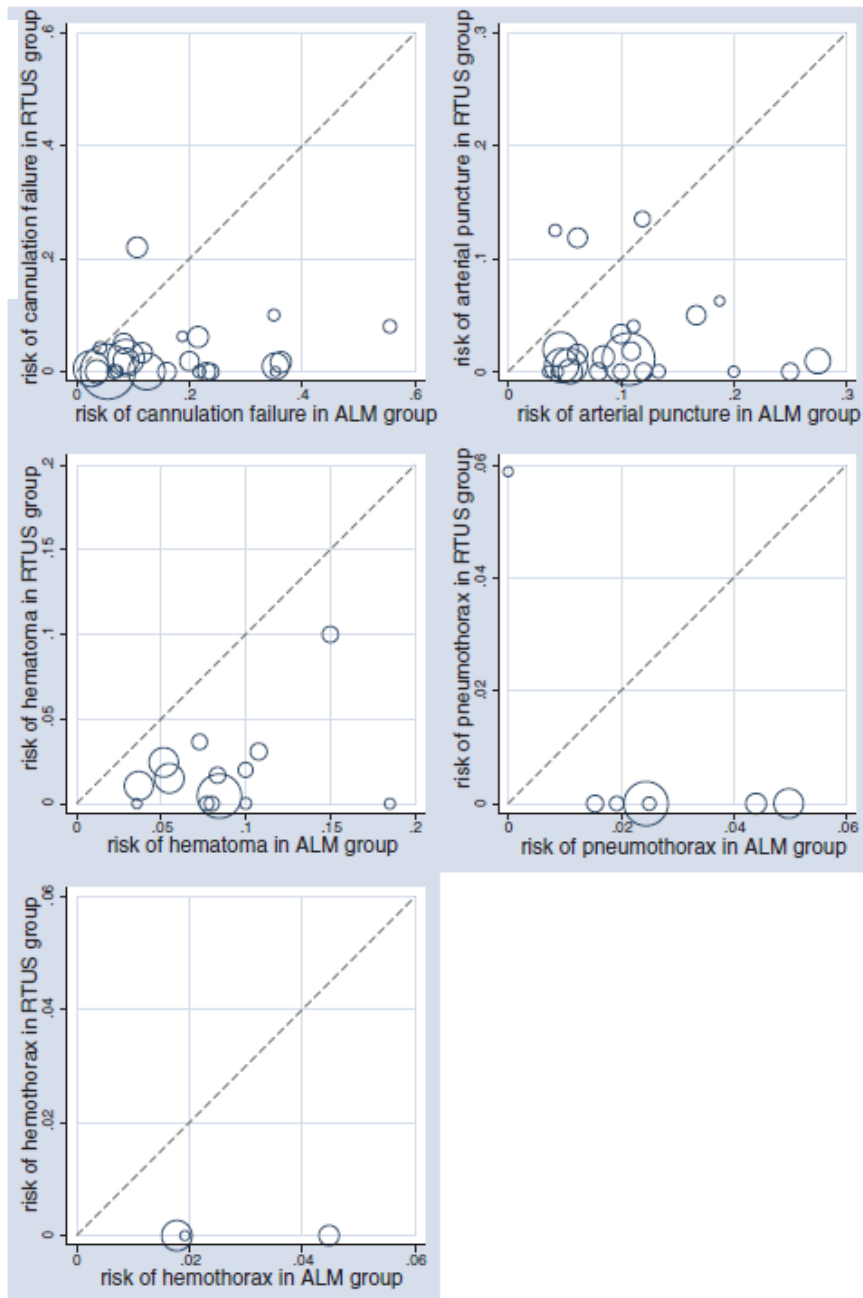 risk of cannulation failure in RTUS group
.6
.4
.2
0
0 .2 .4 .6
risk of cannulation failure in ALM group
risk of arterial puncture in RTUS group
.3
.2
.1
0
0 .1 .2 .3
risk of arterial puncture in ALM group
risk of hematoma in RTUS group
.2
.15
.1
.05
0
0 .05 .1 .15 .2
risk of hematoma in ALM group
risk of pneumothorax in RTUS group
.06
.04
.02
0
0 .02 .04 .06
risk of pneumothorax in ALM group
risk of hemothorax in RTUS group
.06
.04
.02
0
0 .02 .04 .06
risk of hemothorax in ALM group